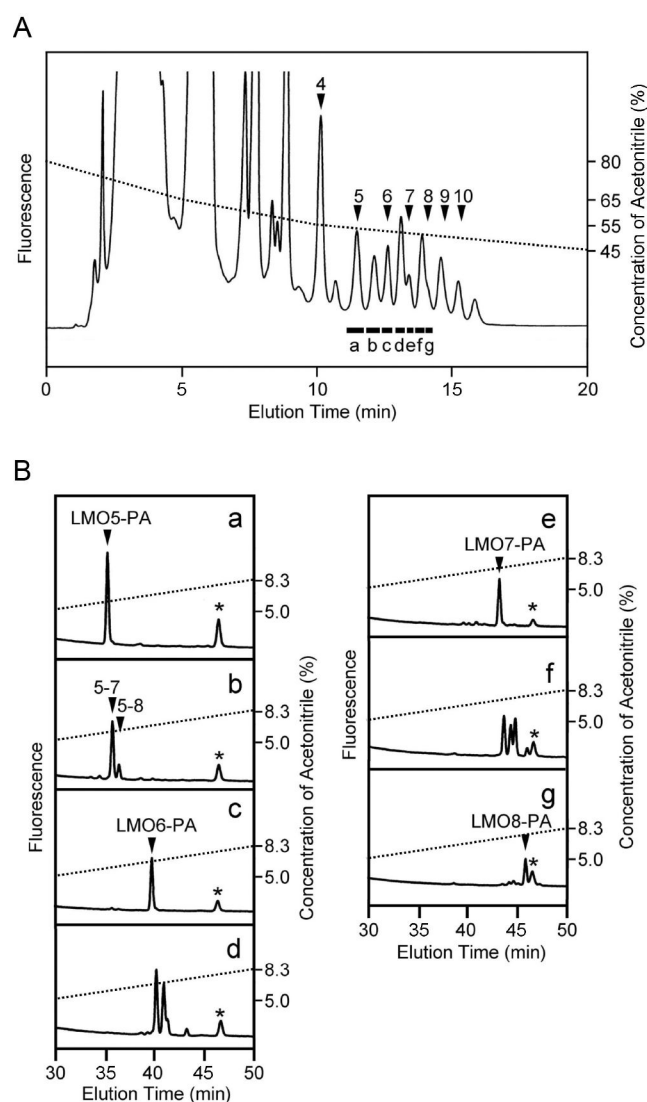 A
4
5
6
7
8
9
10
a
b
c
d
e
f
g
80
65
55
45
0
5
10
15
20
Fluorescence
Concentration of Acetonitrile (%)
Elution Time (min)
B
a
LMO5-PA
*
8.3
5.0
b
5-7
5-8
*
8.3
5.0
c
LMO6-PA
*
8.3
5.0
d
*
8.3
5.0
30
35
40
45
50
Fluorescence
Concentration of Acetonitrile (%)
Elution Time (min)
e
LMO7-PA
*
8.3
5.0
f
*
8.3
5.0
g
LMO8-PA
*
8.3
5.0
30
35
40
45
50
Fluorescence
Concentration of Acetonitrile (%)
Elution Time (min)